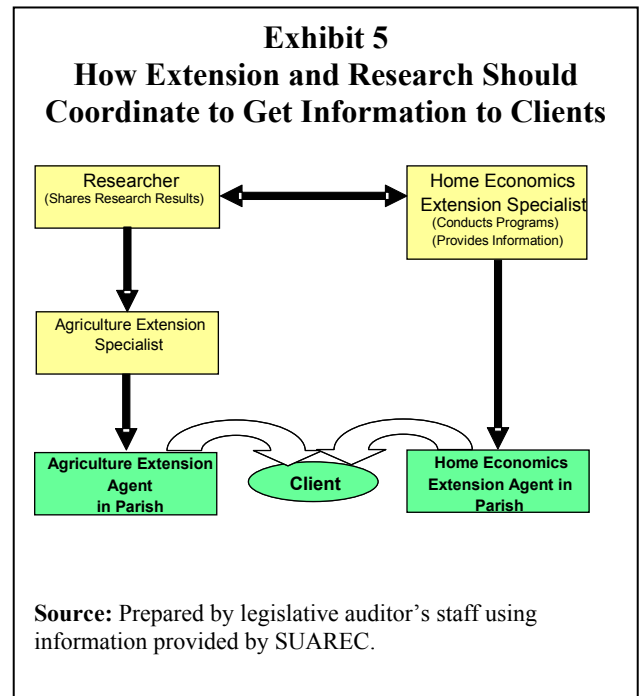 Exhibit 5
How Extension and Research Should
Coordinate to Get Information to Clients
Researcher
(Shares Research Results)
Home Economics
Extension Specialist
(Conducts Programs)
(Provides Information)
Agriculture Extension
Specialist
Agriculture Extension
Agent
in Parish
Client
Home Economics
Extension Agent in
Parish
Source: Prepared by legislative auditor's staff using
information provided by SUAREC.